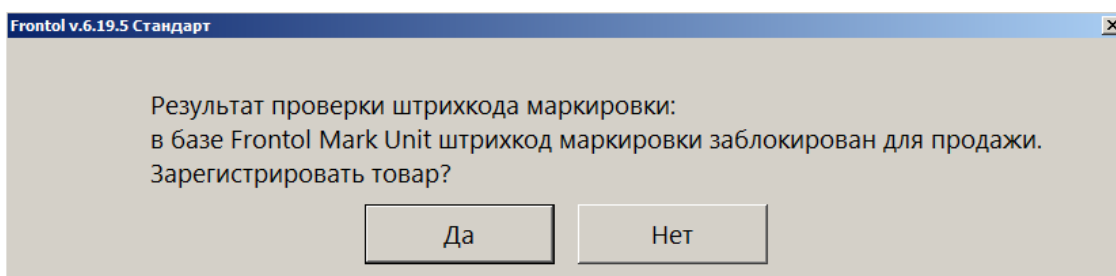 Frontol v.6.19.5 Стандарт
Результат проверки штрихкода маркировки:
в базе Frontol Mark Unit штрихкод маркировки заблокирован для продажи.
Зарегистрировать товар?
Да
Нет